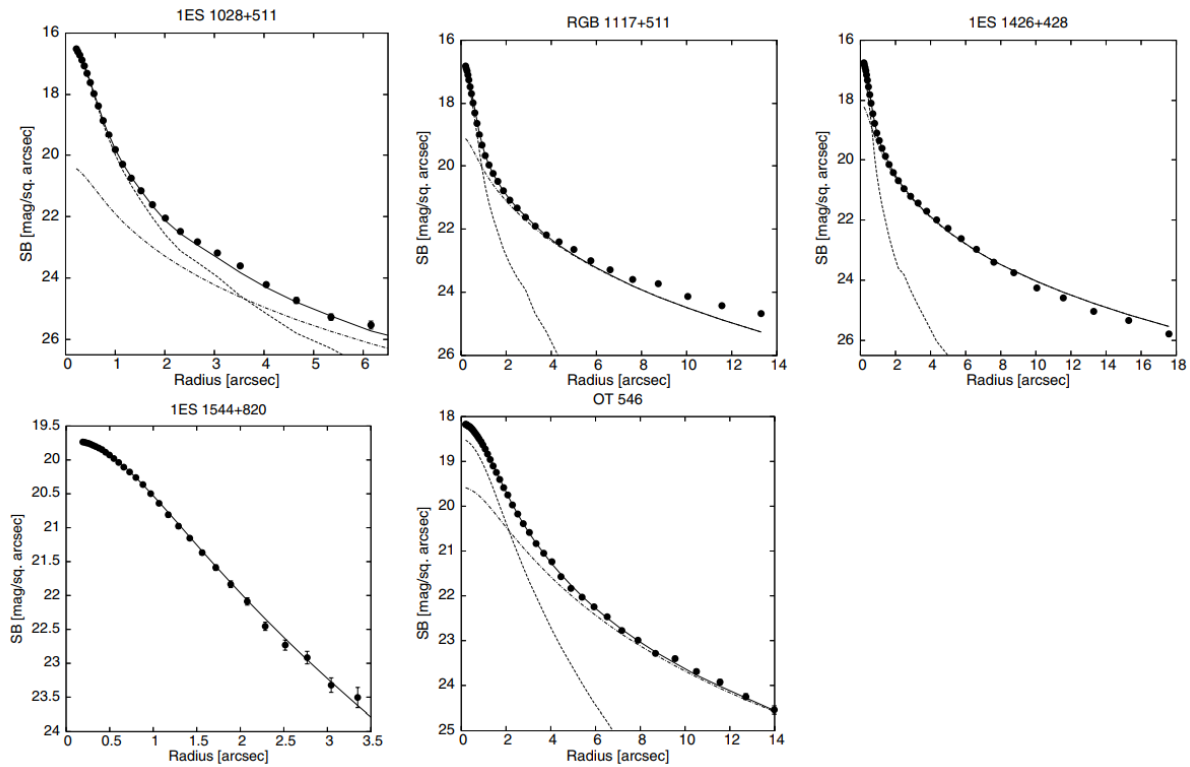 1ES 1028+511
SB [mag/sq. arcsec]
16
18
20
22
24
26
0 1 2 3 4 5 6
Radius [arcsec]
RGB 1117+511
SB [mag/sq. arcsec]
16
18
20
22
24
26
0 2 4 6 8 10 12 14
Radius [arcsec]
1ES 1426+428
SB [mag/sq. arcsec]
16
18
20
22
24
26
0 2 4 6 8 10 12 14 16 18
Radius [arcsec]
1ES 1544+820
SB [mag/sq. arcsec]
19.5
20
20.5
21
21.5
22
22.5
23
23.5
24
0 0.5 1 1.5 2 2.5 3 3.5
Radius [arcsec]
OT 546
SB [mag/sq. arcsec]
18
19
20
21
22
23
24
25
0 2 4 6 8 10 12 14
Radius [arcsec]